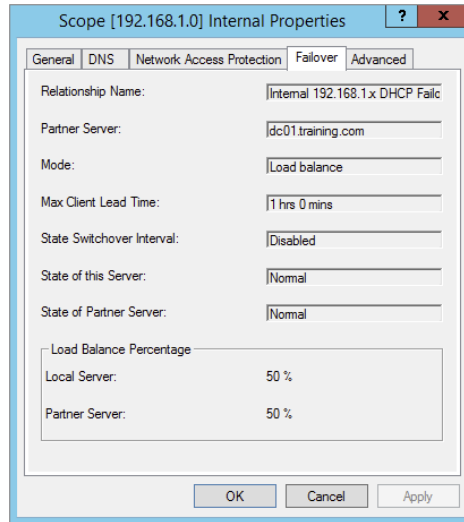 Scope [192.168.1.0] Internal Properties ? x
General DNS Network Access Protection Failover Advanced
Relationship Name: Internal 192.168.1.x DHCP Failc
Partner Server: dc01.training.com
Mode: Load balance
Max Client Lead Time: 1 hrs 0 mins
State Switchover Interval: Disabled
State of this Server: Normal
State of Partner Server: Normal
Load Balance Percentage
Local Server: 50 %
Partner Server: 50 %
OK Cancel Apply